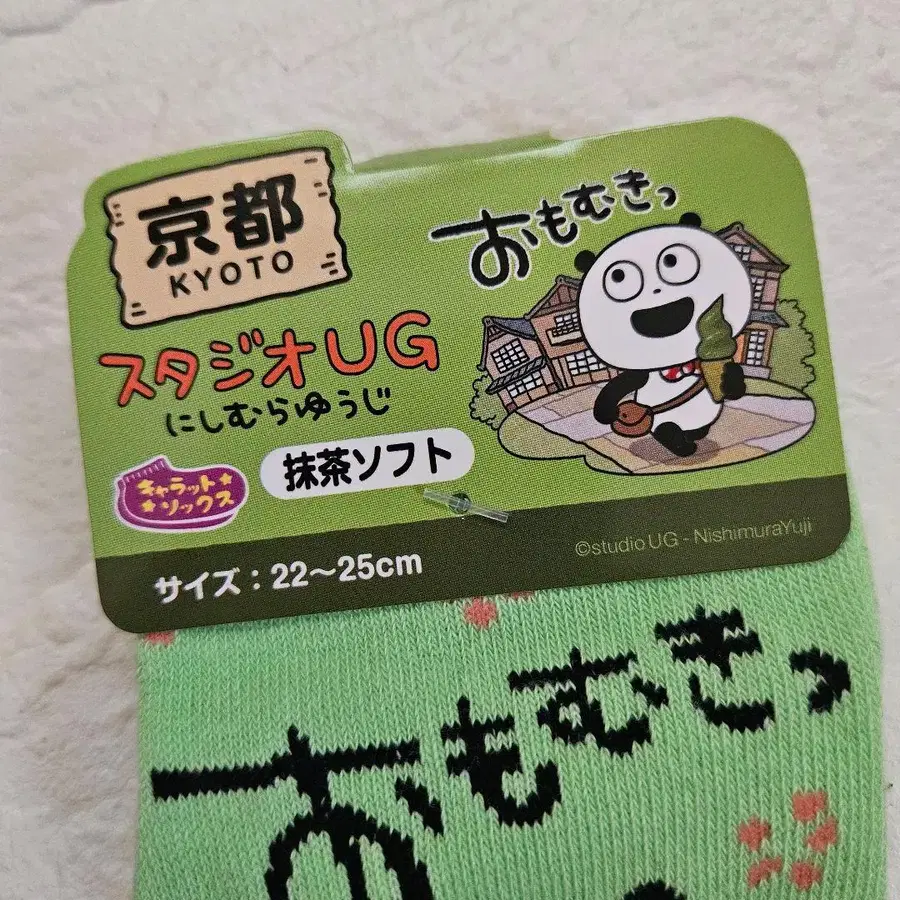 京都
KYOTO
おもむきっ
スタジオUG
にしむらゆうじ
キャラット
ソックス
抹茶ソフト
©studio UG - NishimuraYuji
サイズ：22～25cm
おもむきっ